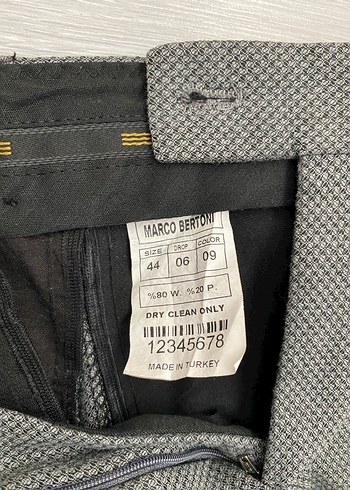 MARCO BERTONI
SIZE DROP COLOR
44 06 09
%80 W. %20 P.
DRY CLEAN ONLY
12345678
MADE IN TURKEY